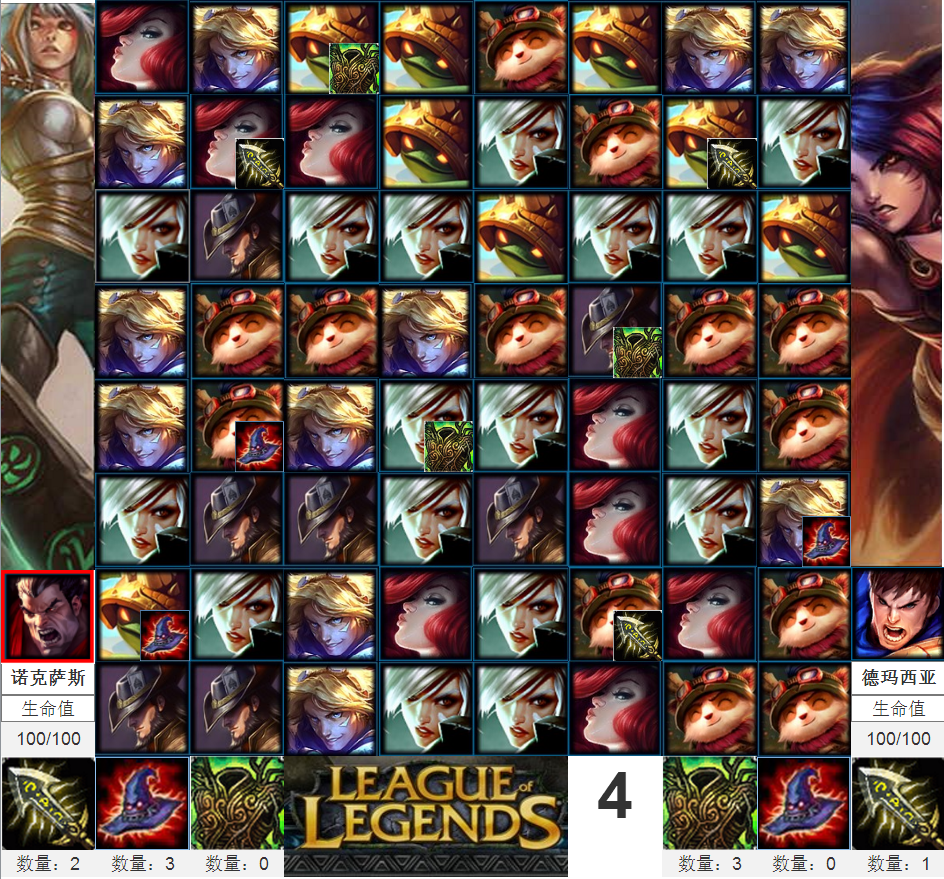 诺克萨斯
生命值
100/100
德玛西亚
生命值
100/100
LEAGUE OF
LEGENDS
4
数量：2
数量：3
数量：0
数量：3
数量：0
数量：1